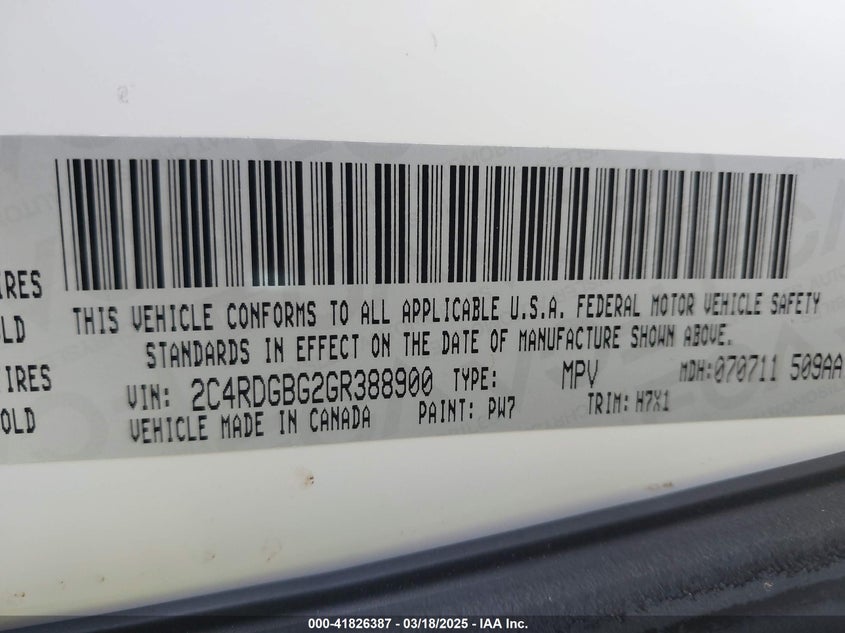 IRES
OLD
IRES
OLD
THIS VEHICLE CONFORMS TO ALL APPLICABLE U.S.A. FEDERAL MOTOR VEHICLE SAFETY
STANDARDS IN EFFECT ON THE DATE OF MANUFACTURE SHOWN ABOVE.
VIN: 2C4RDGBG2GR388900 TYPE: MPV MDH:070711 509AA
VEHICLE MADE IN CANADA PAINT: PW7 TRIM: H7X1
000-41826387 - 03/18/2025 - IAA Inc.